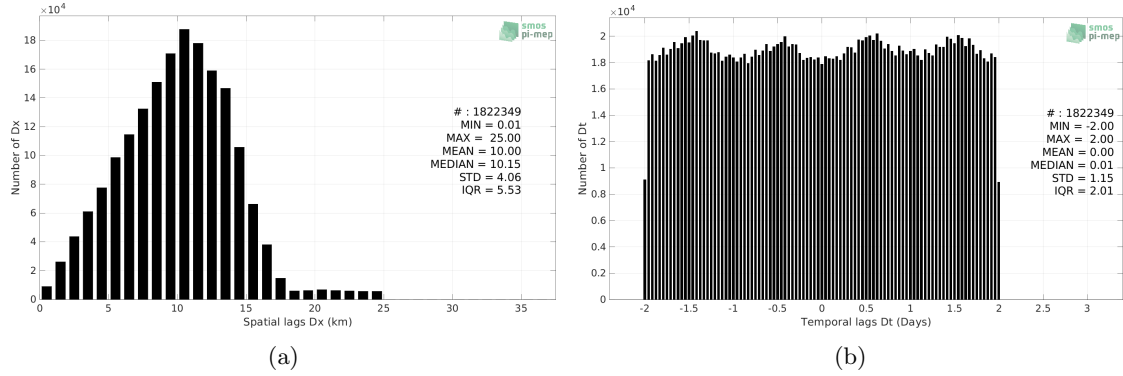 ×10⁴
smos
pi-mep
20
18
16
14
12
10
8
6
4
2
0
Number of Dx
# : 1822349
MIN = 0.01
MAX = 25.00
MEAN = 10.00
MEDIAN = 10.15
STD = 4.06
IQR = 5.53
0 5 10 15 20 25 30 35
Spatial lags Dx (km)
(a)
×10⁴
smos
pi-mep
2
1.8
1.6
1.4
1.2
1
0.8
0.6
0.4
0.2
0
Number of Dt
# : 1822349
MIN = -2.00
MAX = 2.00
MEAN = 0.00
MEDIAN = 0.01
STD = 1.15
IQR = 2.01
-2 -1.5 -1 -0.5 0 0.5 1 1.5 2 2.5 3
Temporal lags Dt (Days)
(b)